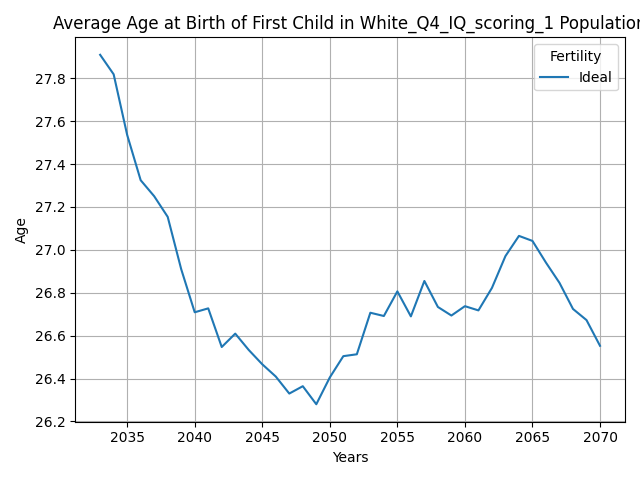 Average Age at Birth of First Child in White_Q4_IQ_scoring_1 Population
Fertility
Ideal
27.8
27.6
27.4
27.2
27.0
26.8
26.6
26.4
26.2
Age
2035 2040 2045 2050 2055 2060 2065 2070
Years